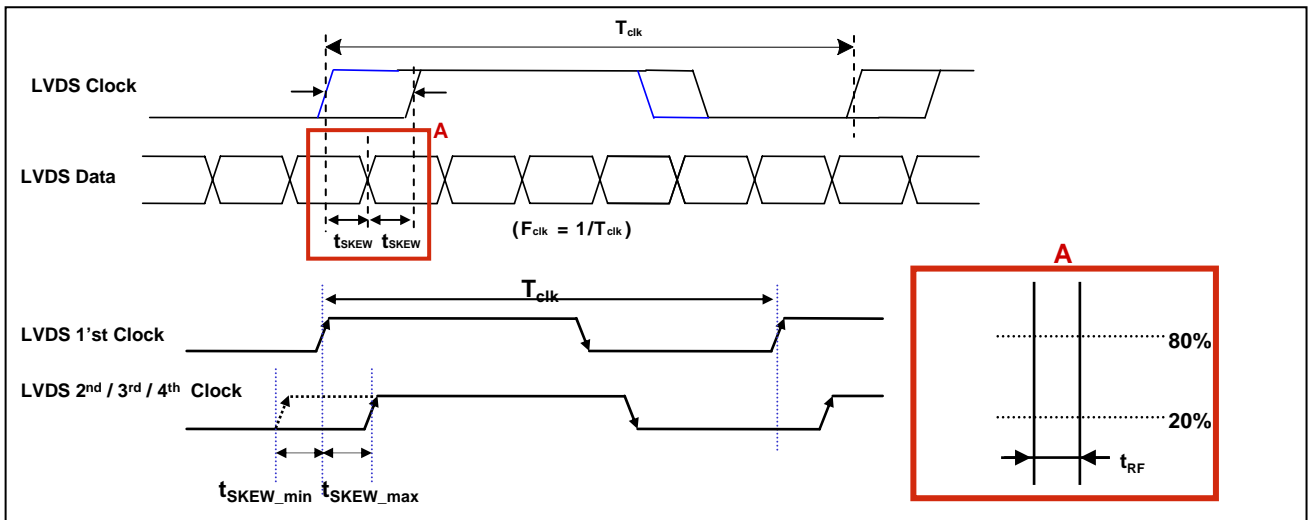 Tclk
LVDS Clock
A
LVDS Data
tSKEW tSKEW
(Fclk = 1/Tclk)
A
Tclk
LVDS 1'st Clock
80%
LVDS 2nd / 3rd / 4th Clock
20%
tRF
tSKEW_min tSKEW_max